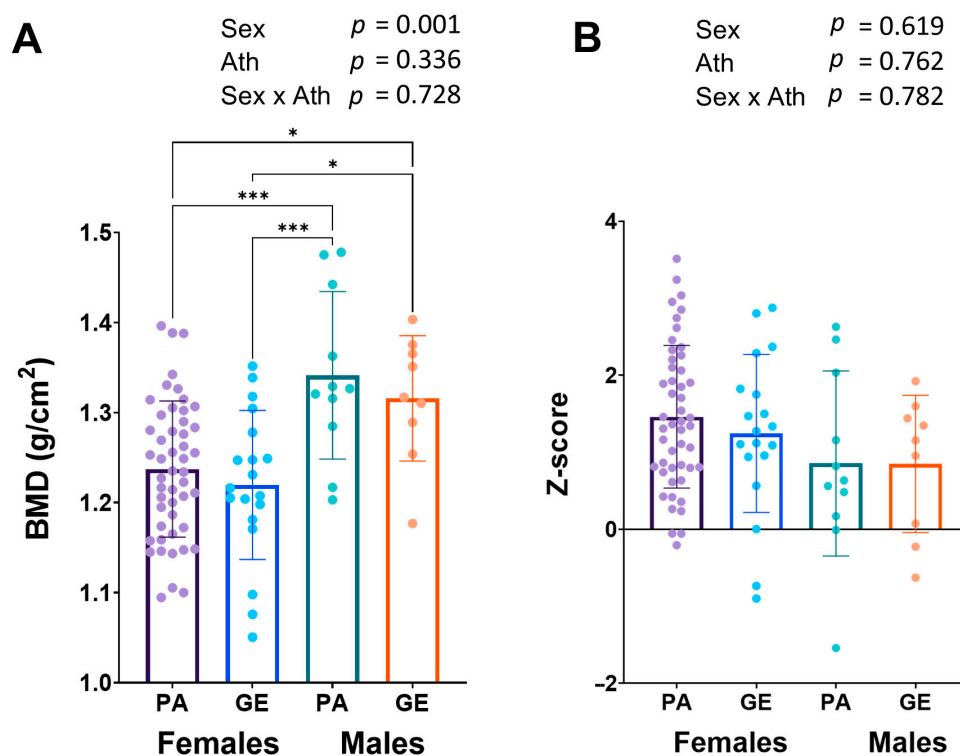 A
Sex p = 0.001
Ath p = 0.336
Sex x Ath p = 0.728
*
*
***
***
BMD (g/cm²)
1.5
1.4
1.3
1.2
1.1
1.0
PA GE PA GE
Females Males
B
Sex p = 0.619
Ath p = 0.762
Sex x Ath p = 0.782
Z-score
4
2
0
−2
PA GE PA GE
Females Males